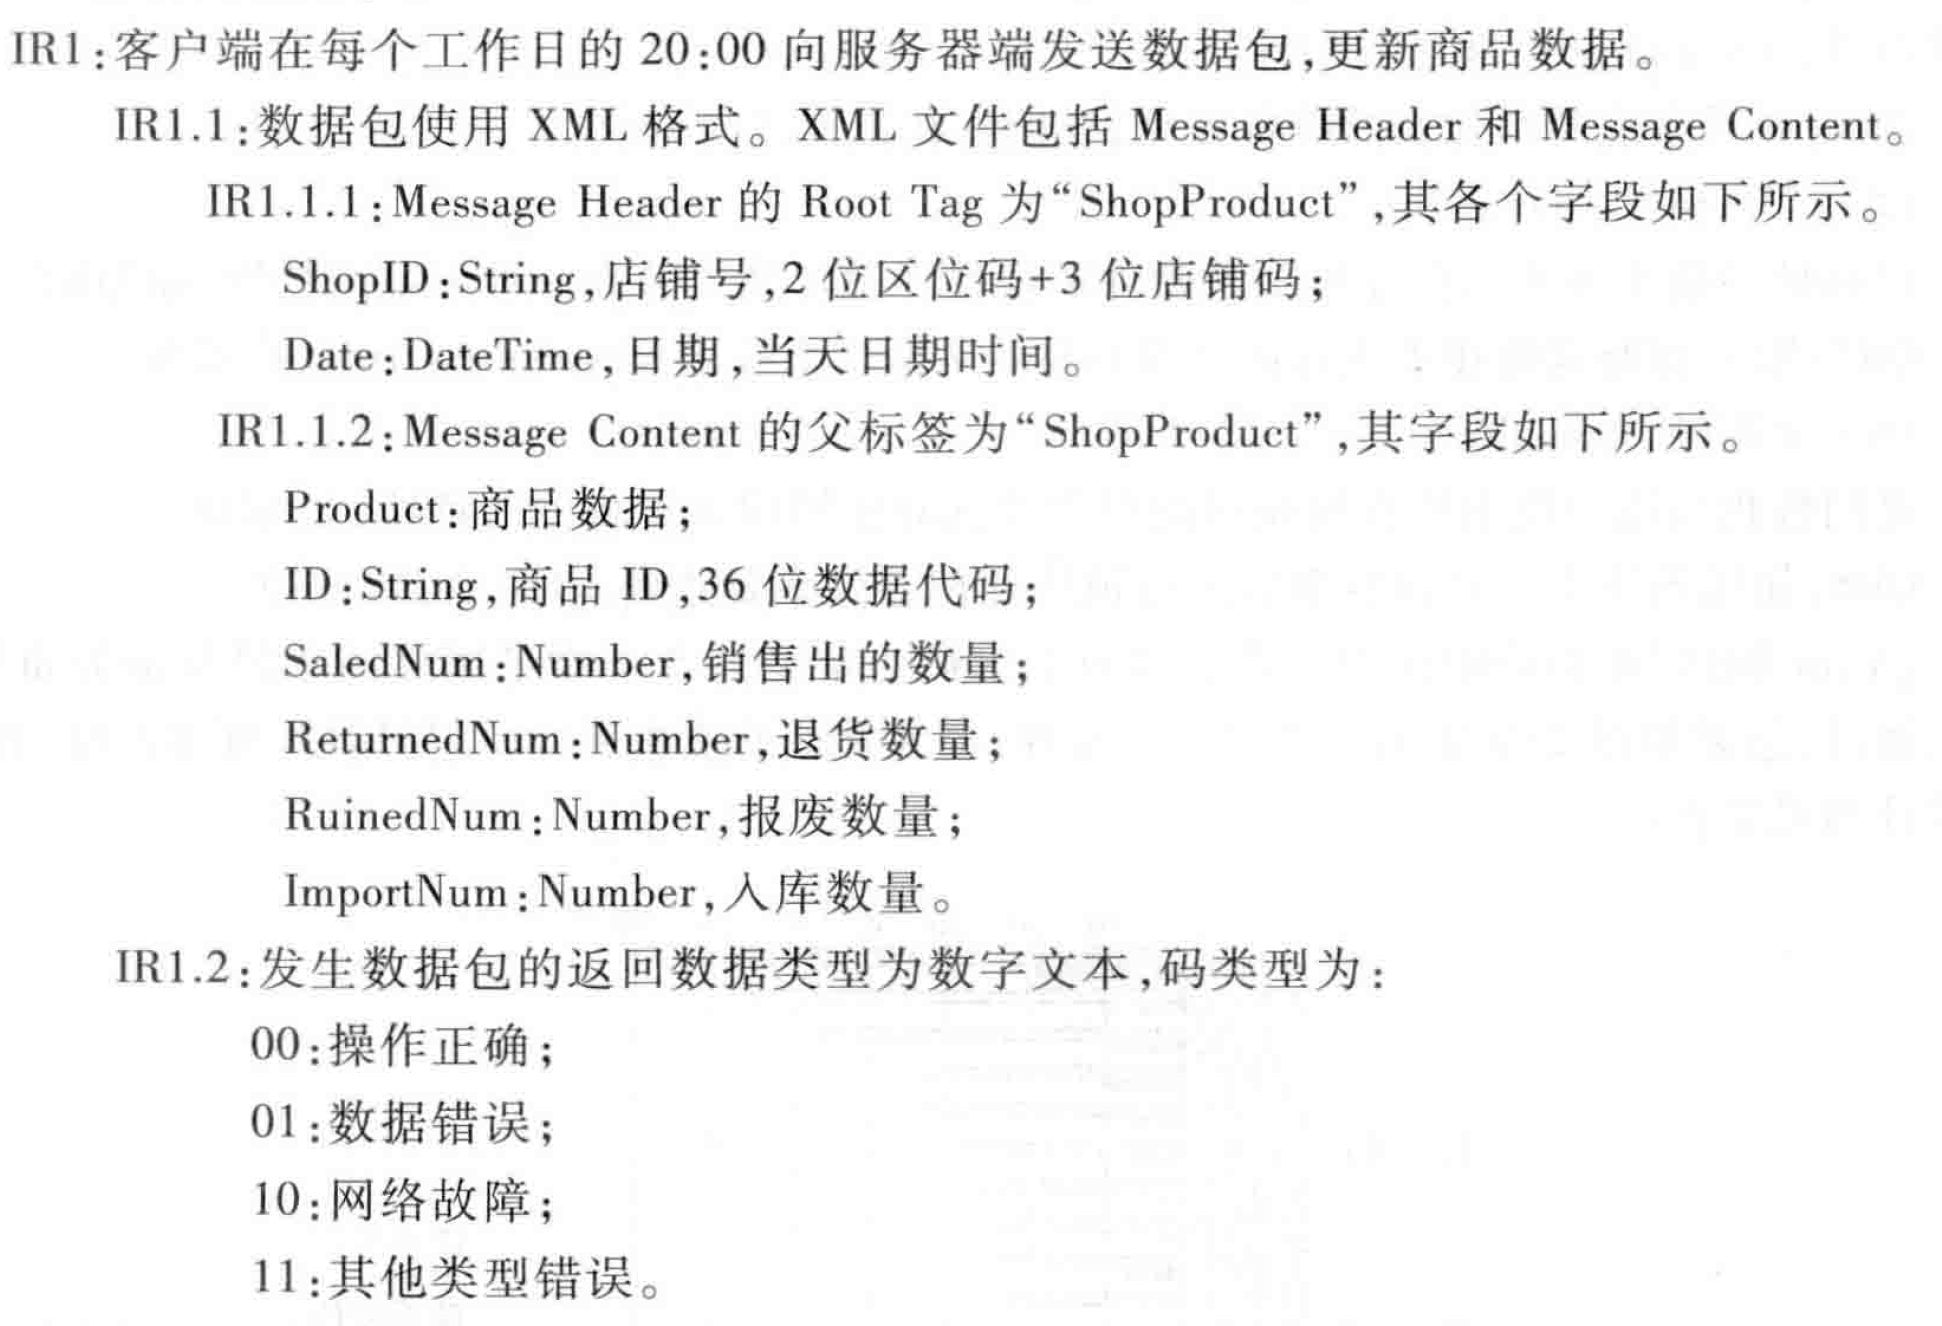 IR1:客户端在每个工作日的 20:00 向服务器端发送数据包,更新商品数据。
IR1.1:数据包使用 XML 格式。XML 文件包括 Message Header 和 Message Content。
IR1.1.1:Message Header 的 Root Tag 为“ShopProduct”,其各个字段如下所示。
ShopID:String,店铺号,2 位区位码+3 位店铺码;
Date:DateTime,日期,当天日期时间。
IR1.1.2:Message Content 的父标签为“ShopProduct”,其字段如下所示。
Product:商品数据;
ID:String,商品 ID,36 位数据代码;
SaledNum:Number,销售出的数量;
ReturnedNum:Number,退货数量;
RuinedNum:Number,报废数量;
ImportNum:Number,入库数量。
IR1.2:发生数据包的返回数据类型为数字文本,码类型为:
00:操作正确;
01:数据错误;
10:网络故障;
11:其他类型错误。